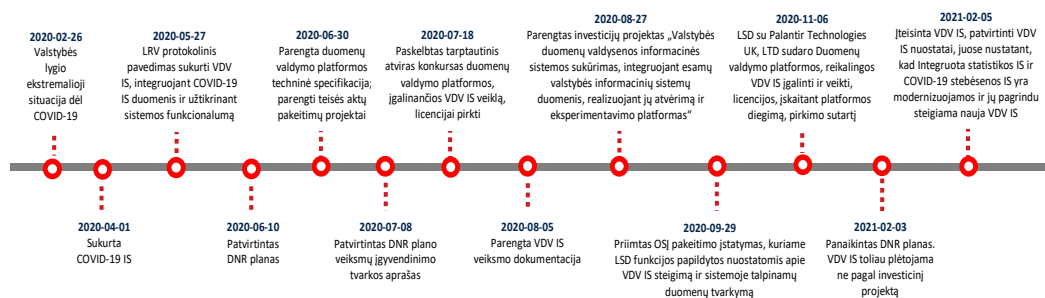 2020-02-26
Valstybės
lygio
ekstremalioji
situacija dėl
COVID-19
2020-04-01
Sukurta
COVID-19 IS
2020-05-27
LRV protokolinis
pavedimas sukurti VDV
IS, integruojant COVID-19
IS duomenis ir užtikrinant
sistemos funkcionalumą
2020-06-10
Patvirtintas
DNR planas
2020-06-30
Parengta duomenų
valdymo platformos
techninė specifikacija;
parengti teisės aktų
pakeitimų projektai
2020-07-08
Patvirtintas DNR plano
veiksmų įgyvendinimo
tvarkos aprašas
2020-07-18
Paskelbtas tarptautinis
atviras konkursas duomenų
valdymo platformos,
įgalinančios VDV IS veiklą,
licencijai pirkti
2020-08-05
Parengta VDV IS
veiksmo dokumentacija
2020-08-27
Parengtas investicijų projektas „Valstybės
duomenų valdysenos informacinės
sistemos sukūrimas, integruojant esamų
valstybės informacinių sistemų
duomenis, realizuojant jų atvėrimą ir
eksperimentavimo platformas“
2020-09-29
Priimtas OSĮ pakeitimo įstatymas, kuriame
LSD funkcijos papildytos nuostatomis apie
VDV IS steigimą ir sistemoje talpinamų
duomenų tvarkymą
2020-11-06
LSD su Palantir Technologies
UK, LTD sudaro Duomenų
valdymo platformos, reikalingos
VDV IS įgalinti ir veikti,
licencijos, įskaitant platformos
diegimą, pirkimo sutartį
2021-02-03
Panaikintas DNR planas.
VDV IS toliau plėtojama
ne pagal investicinį
projektą
2021-02-05
Įteisinta VDV IS, patvirtinti VDV
IS nuostatai, juose nustatant,
kad Integruota statistikos IS ir
COVID-19 stebėsenos IS yra
modernizuojamos ir jų pagrindu
steigiama nauja VDV IS